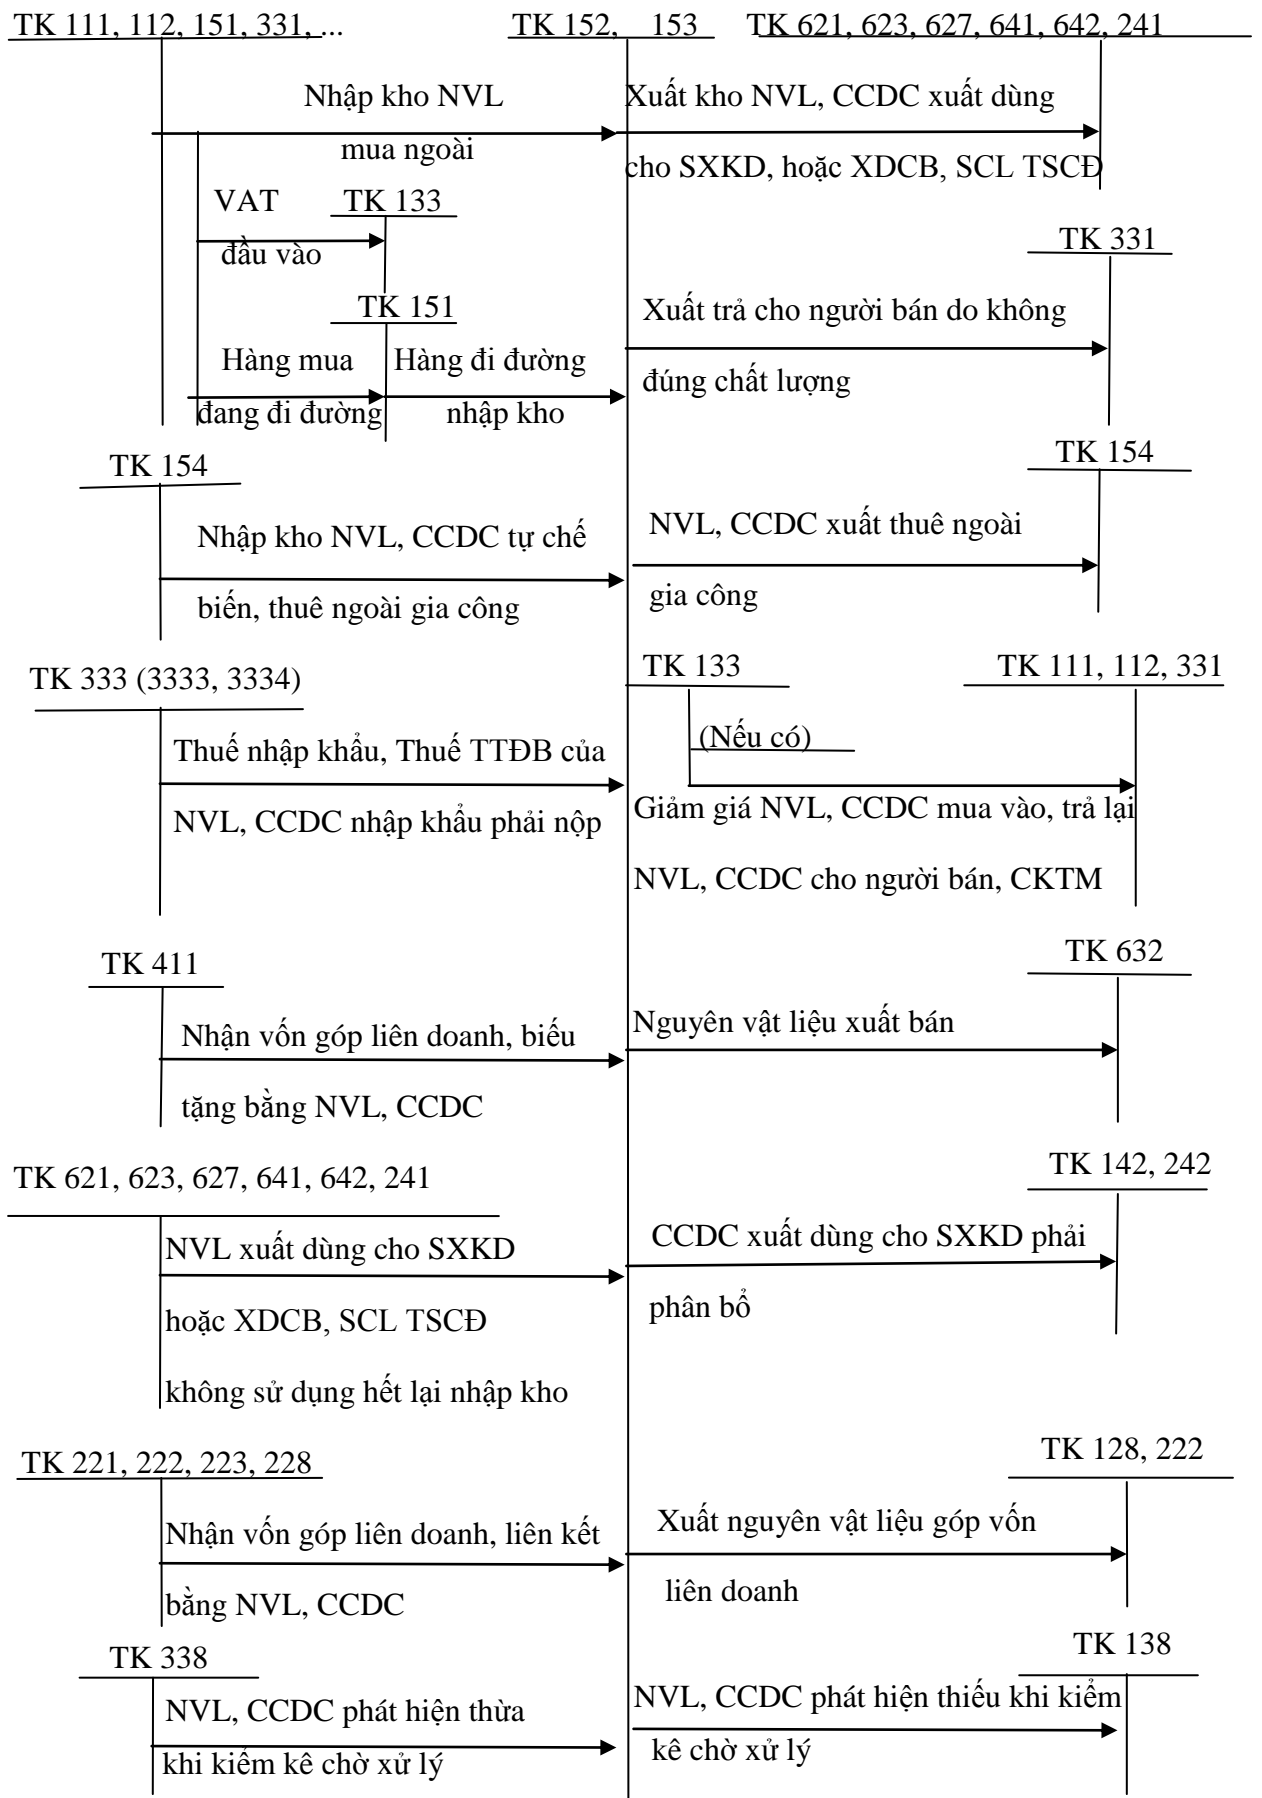 TK 111, 112, 151, 331, ...
TK 152, 153
TK 621, 623, 627, 641, 642, 241
Nhập kho NVL
mua ngoài
Xuất kho NVL, CCDC xuất dùng
cho SXKD, hoặc XDCB, SCL TSCĐ
VAT
đầu vào
TK 133
TK 331
TK 151
Xuất trả cho người bán do không
đúng chất lượng
Hàng mua
đang đi đường
Hàng đi đường
nhập kho
TK 154
TK 154
Nhập kho NVL, CCDC tự chế
biến, thuê ngoài gia công
NVL, CCDC xuất thuê ngoài
gia công
TK 333 (3333, 3334)
TK 133
TK 111, 112, 331
Thuế nhập khẩu, Thuế TTĐB của
NVL, CCDC nhập khẩu phải nộp
(Nếu có)
Giảm giá NVL, CCDC mua vào, trả lại
NVL, CCDC cho người bán, CKTM
TK 411
TK 632
Nhận vốn góp liên doanh, biếu
tặng bằng NVL, CCDC
Nguyên vật liệu xuất bán
TK 621, 623, 627, 641, 642, 241
TK 142, 242
NVL xuất dùng cho SXKD
hoặc XDCB, SCL TSCĐ
không sử dụng hết lại nhập kho
CCDC xuất dùng cho SXKD phải
phân bổ
TK 221, 222, 223, 228
TK 128, 222
Nhận vốn góp liên doanh, liên kết
bằng NVL, CCDC
Xuất nguyên vật liệu góp vốn
liên doanh
TK 338
TK 138
NVL, CCDC phát hiện thừa
khi kiểm kê chờ xử lý
NVL, CCDC phát hiện thiếu khi kiểm
kê chờ xử lý